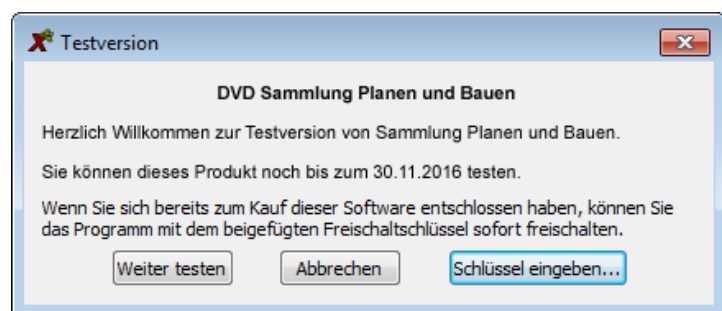 Testversion
DVD Sammlung Planen und Bauen
Herzlich Willkommen zur Testversion von Sammlung Planen und Bauen.
Sie können dieses Produkt noch bis zum 30.11.2016 testen.
Wenn Sie sich bereits zum Kauf dieser Software entschlossen haben, können Sie
das Programm mit dem beigefügten Freischaltschlüssel sofort freischalten.
Weiter testen Abbrechen Schlüssel eingeben...